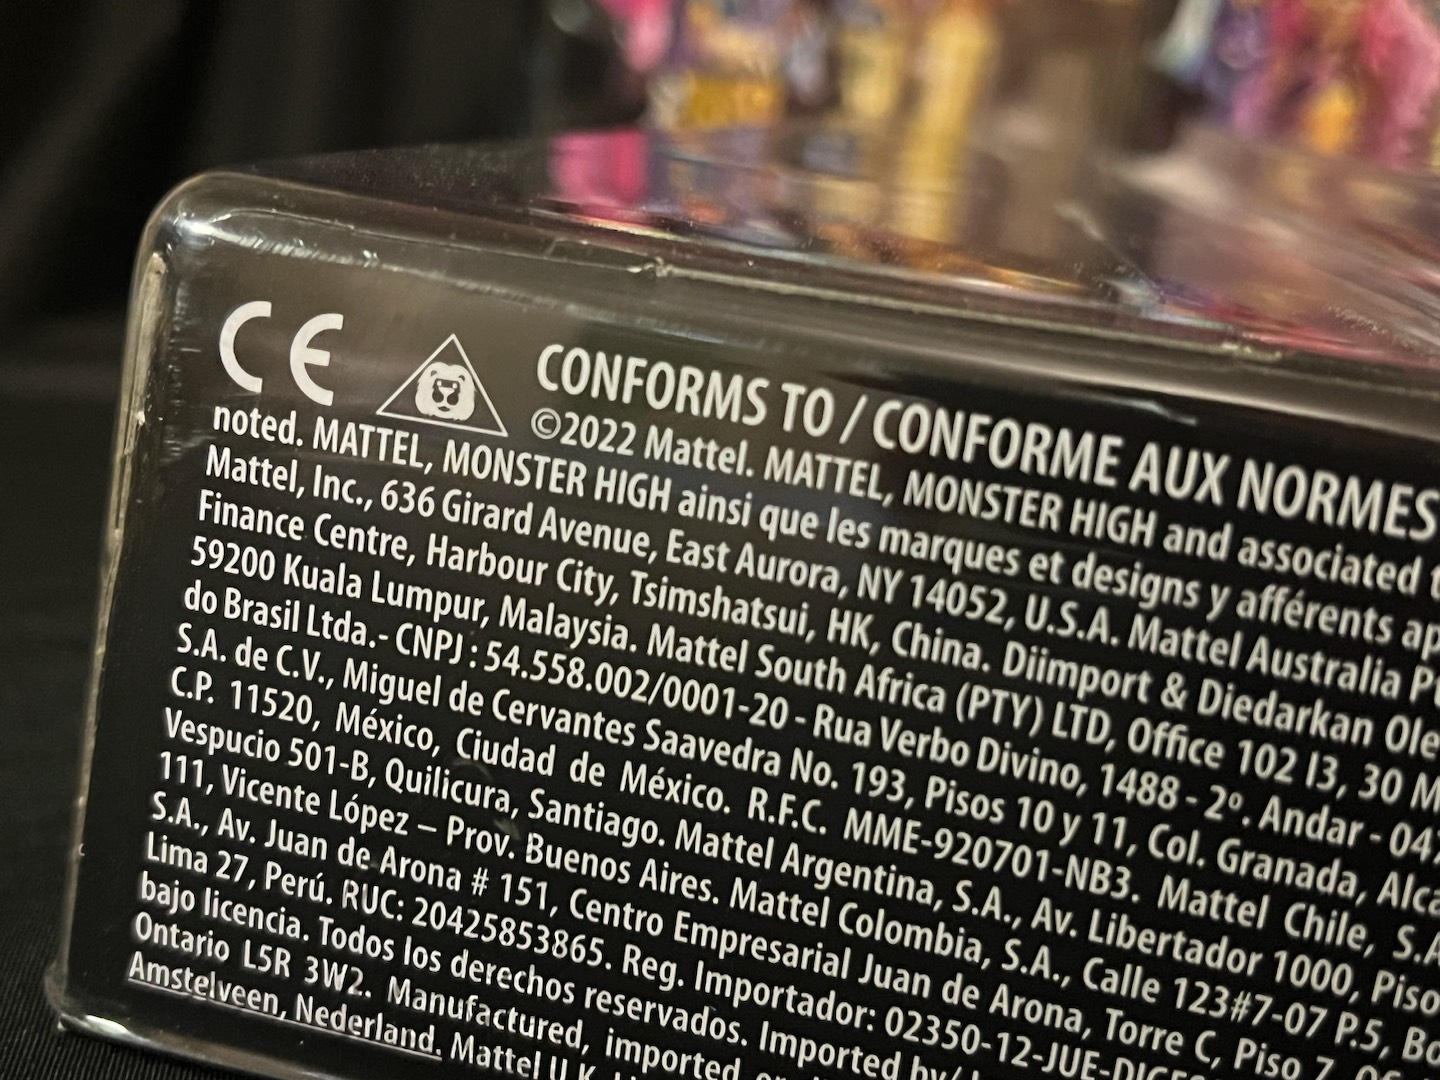 CE
CONFORMS TO / CONFORME AUX NORMES
©2022 Mattel. MATTEL, MONSTER HIGH and associated
noted. MATTEL, MONSTER HIGH ainsi que les marques et designs y afférents
Mattel, Inc., 636 Girard Avenue, East Aurora, NY 14052, U.S.A. Mattel Australia
Finance Centre, Harbour City, Tsimshatsui, HK, China. Diimport & Diedarkan
59200 Kuala Lumpur, Malaysia. Mattel South Africa (PTY) LTD, Office 102 I3, 30
do Brasil Ltda.- CNPJ : 54.558.002/0001-20 - Rua Verbo Divino, 1488 - 2º. Andar -
S.A. de C.V., Miguel de Cervantes Saavedra No. 193, Pisos 10 y 11, Col. Granada,
C.P. 11520, México, Ciudad de México. R.F.C. MME-920701-NB3. Mattel Chile,
Vespucio 501-B, Quilicura, Santiago. Mattel Argentina, S.A., Av. Libertador 1000,
111, Vicente López – Prov. Buenos Aires. Mattel Colombia, S.A., Calle 123#7-07 P.5,
S.A., Av. Juan de Arona # 151, Centro Empresarial Juan de Arona, Torre C, Piso 7,
Lima 27, Perú. RUC: 20425853865. Reg. Importador: 02350-12-JUE-DIGESA
bajo licencia. Todos los derechos reservados. Imported by/
Ontario L5R 3W2. Manufactured, imported
Amstelveen, Nederland. Mattel U.K.